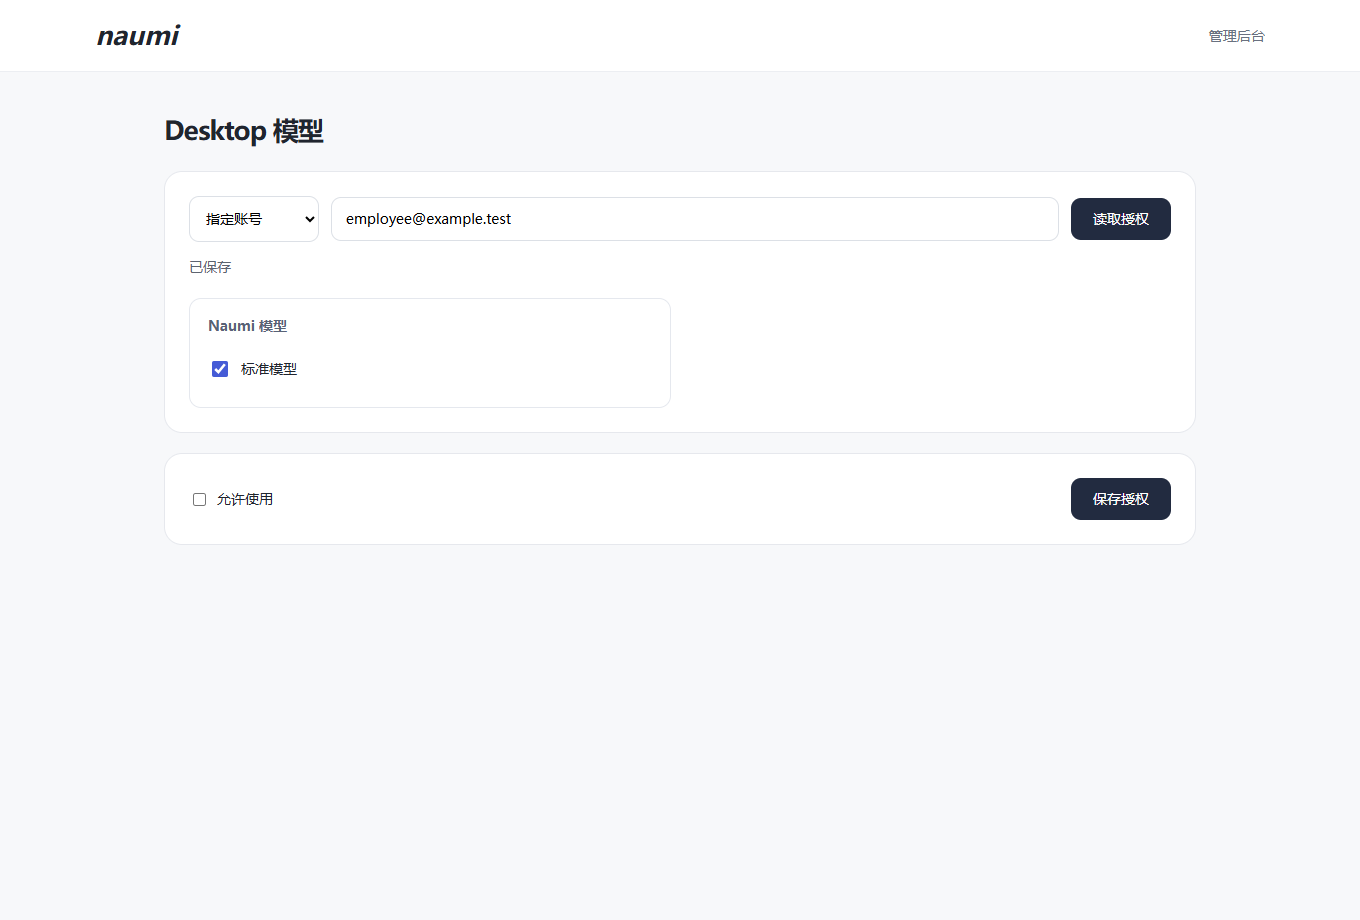 naumi
管理后台
Desktop 模型
指定账号
employee@example.test
读取授权
已保存
Naumi 模型
标准模型
允许使用
保存授权